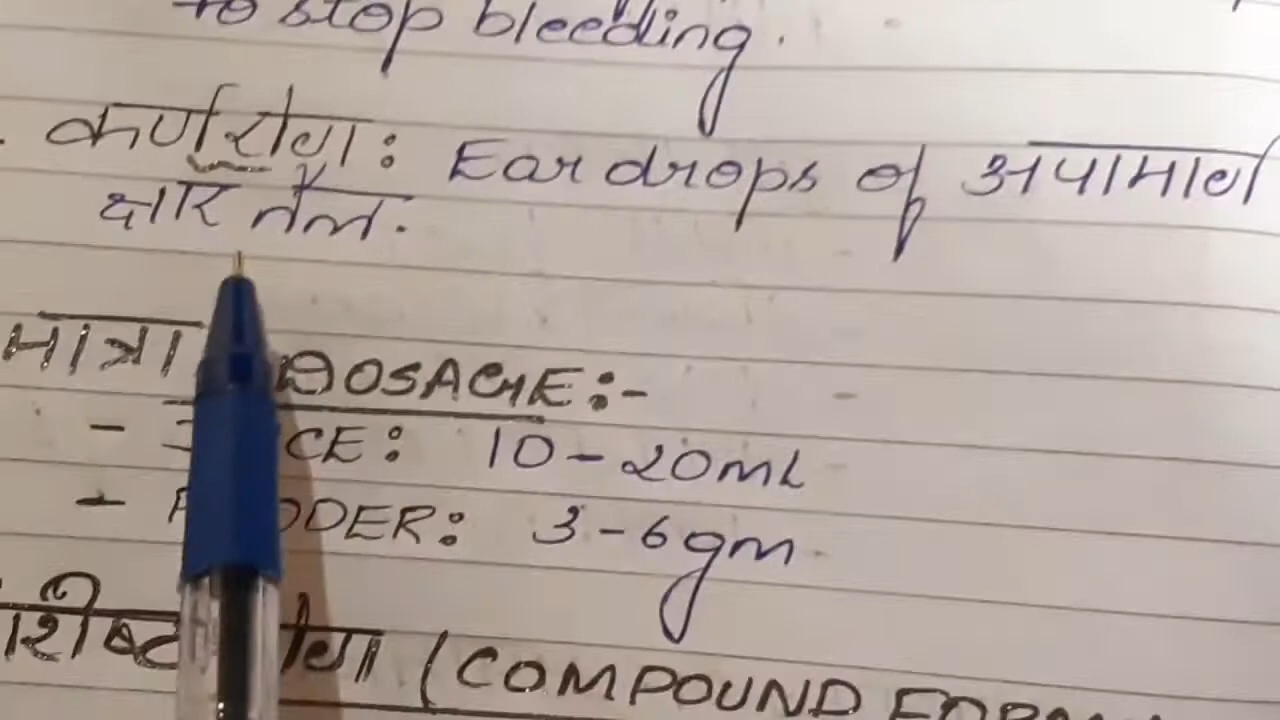 to stop bleeding.
. कर्णरोग: Ear drops of अपामार्ग
क्षार तैल.
मात्रा DOSAGE:-
- CE: 10-20ml
- DER: 3-6gm
(COMPOUND